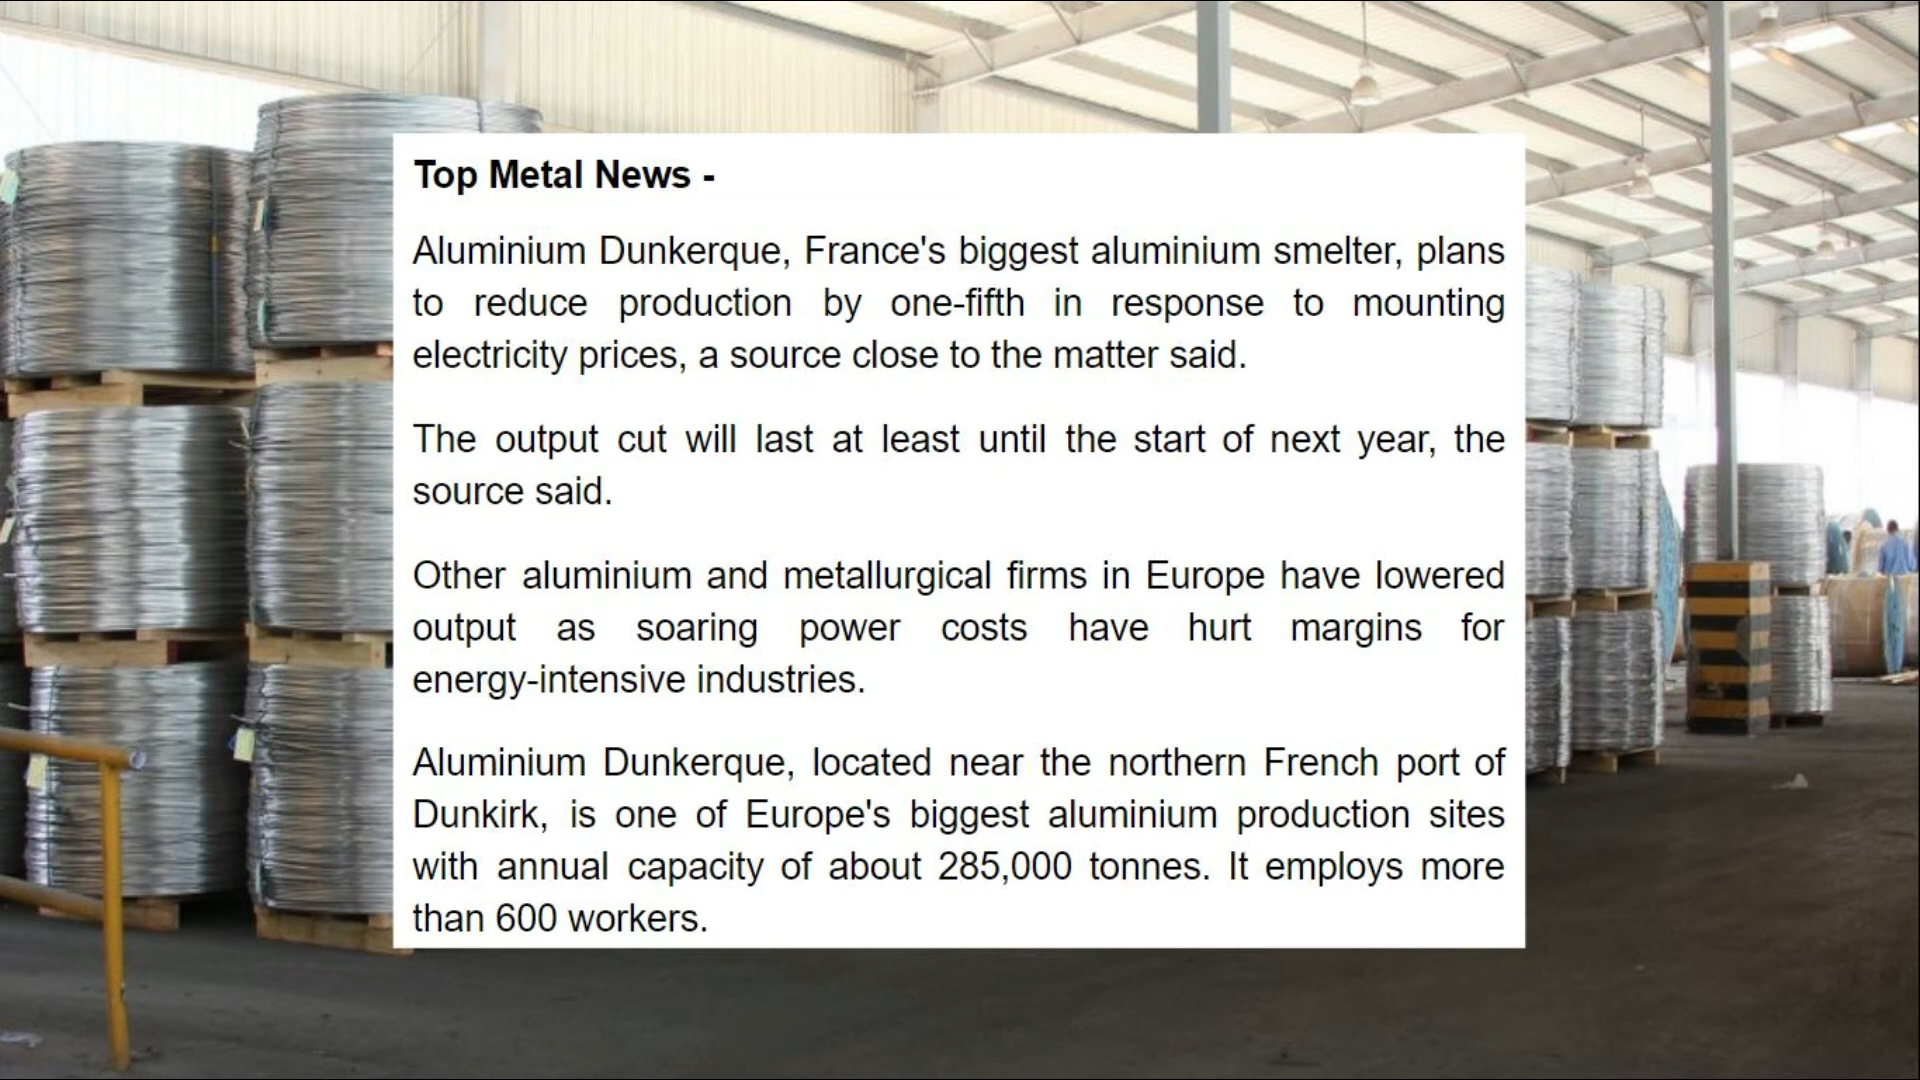 Top Metal News -
Aluminium Dunkerque, France's biggest aluminium smelter, plans
to reduce production by one-fifth in response to mounting
electricity prices, a source close to the matter said.
The output cut will last at least until the start of next year, the
source said.
Other aluminium and metallurgical firms in Europe have lowered
output as soaring power costs have hurt margins for
energy-intensive industries.
Aluminium Dunkerque, located near the northern French port of
Dunkirk, is one of Europe's biggest aluminium production sites
with annual capacity of about 285,000 tonnes. It employs more
than 600 workers.